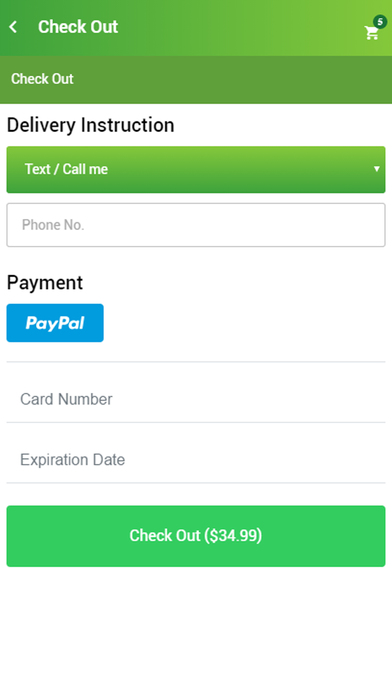 Check Out
5
Check Out
Delivery Instruction
Text / Call me
Phone No.
Payment
PayPal
Card Number
Expiration Date
Check Out ($34.99)